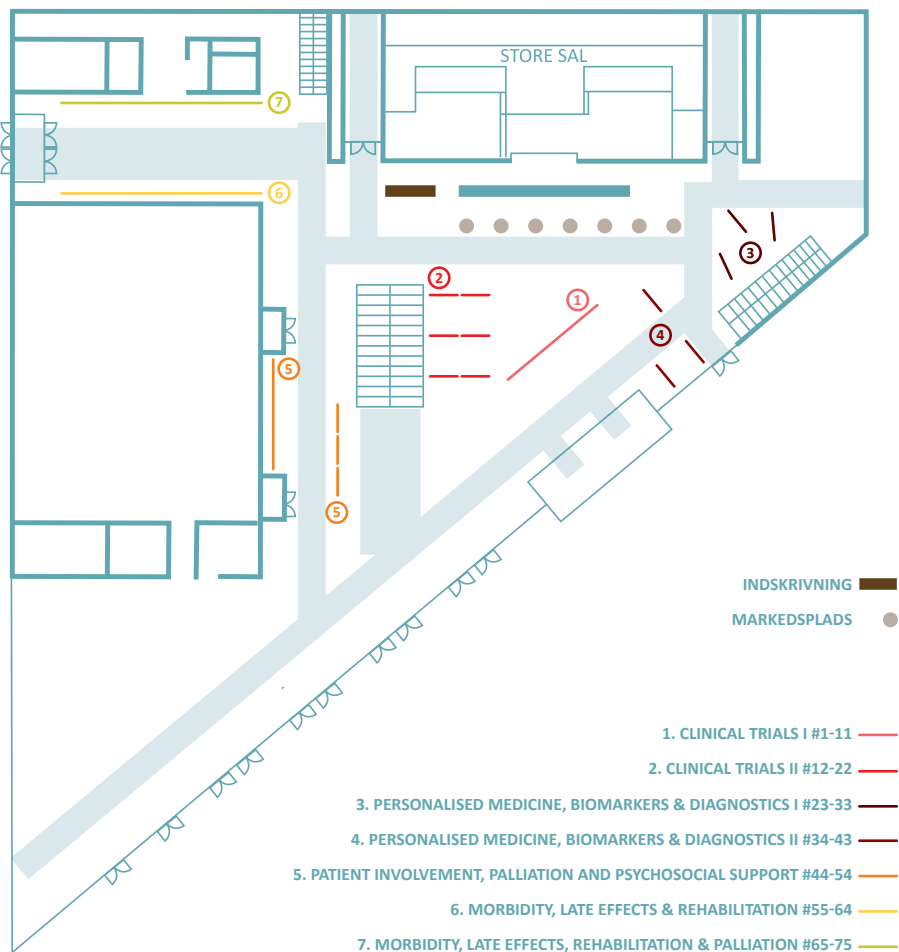 STORE SAL
7
6
2
3
1
4
5
5
INDSKRIVNING
MARKEDSPLADS
1. CLINICAL TRIALS I #1-11
2. CLINICAL TRIALS II #12-22
3. PERSONALISED MEDICINE, BIOMARKERS & DIAGNOSTICS I #23-33
4. PERSONALISED MEDICINE, BIOMARKERS & DIAGNOSTICS II #34-43
5. PATIENT INVOLVEMENT, PALLIATION AND PSYCHOSOCIAL SUPPORT #44-54
6. MORBIDITY, LATE EFFECTS & REHABILITATION #55-64
7. MORBIDITY, LATE EFFECTS, REHABILITATION & PALLIATION #65-75